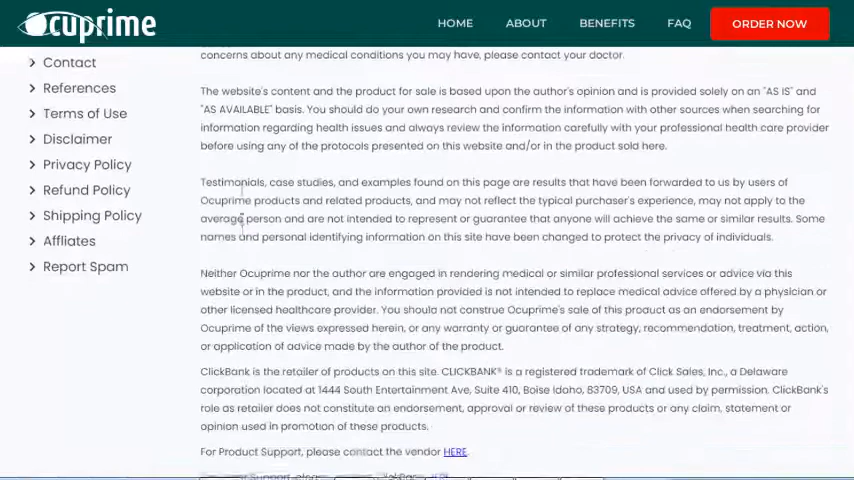 Ocuprime
HOME
ABOUT
BENEFITS
FAQ
ORDER NOW
Contact
References
Terms of Use
Disclaimer
Privacy Policy
Refund Policy
Shipping Policy
Affliates
Report Spam
concerns about any medical conditions you may have, please contact your doctor.
The website's content and the product for sale is based upon the author's opinion and is provided solely on an "AS IS" and
"AS AVAILABLE" basis. You should do your own research and confirm the information with other sources when searching for
information regarding health issues and always review the information carefully with your professional health care provider
before using any of the protocols presented on this website and/or in the product sold here.
Testimonials, case studies, and examples found on this page are results that have been forwarded to us by users of
Ocuprime products and related products, and may not reflect the typical purchaser's experience, may not apply to the
average person and are not intended to represent or guarantee that anyone will achieve the same or similar results. Some
names and personal identifying information on this site have been changed to protect the privacy of individuals.
Neither Ocuprime nor the author are engaged in rendering medical or similar professional services or advice via this
website or in the product, and the information provided is not intended to replace medical advice offered by a physician or
other licensed healthcare provider. You should not construe Ocuprime's sale of this product as an endorsement by
Ocuprime of the views expressed herein, or any warranty or guarantee of any strategy, recommendation, treatment, action,
or application of advice made by the author of the product.
ClickBank is the retailer of products on this site. CLICKBANK® is a registered trademark of Click Sales, Inc., a Delaware
corporation located at 1444 South Entertainment Ave, Suite 410, Boise Idaho, 83709, USA and used by permission. ClickBank's
role as retailer does not constitute an endorsement, approval or review of these products or any claim, statement or
opinion used in promotion of these products.
For Product Support, please contact the vendor HERE.